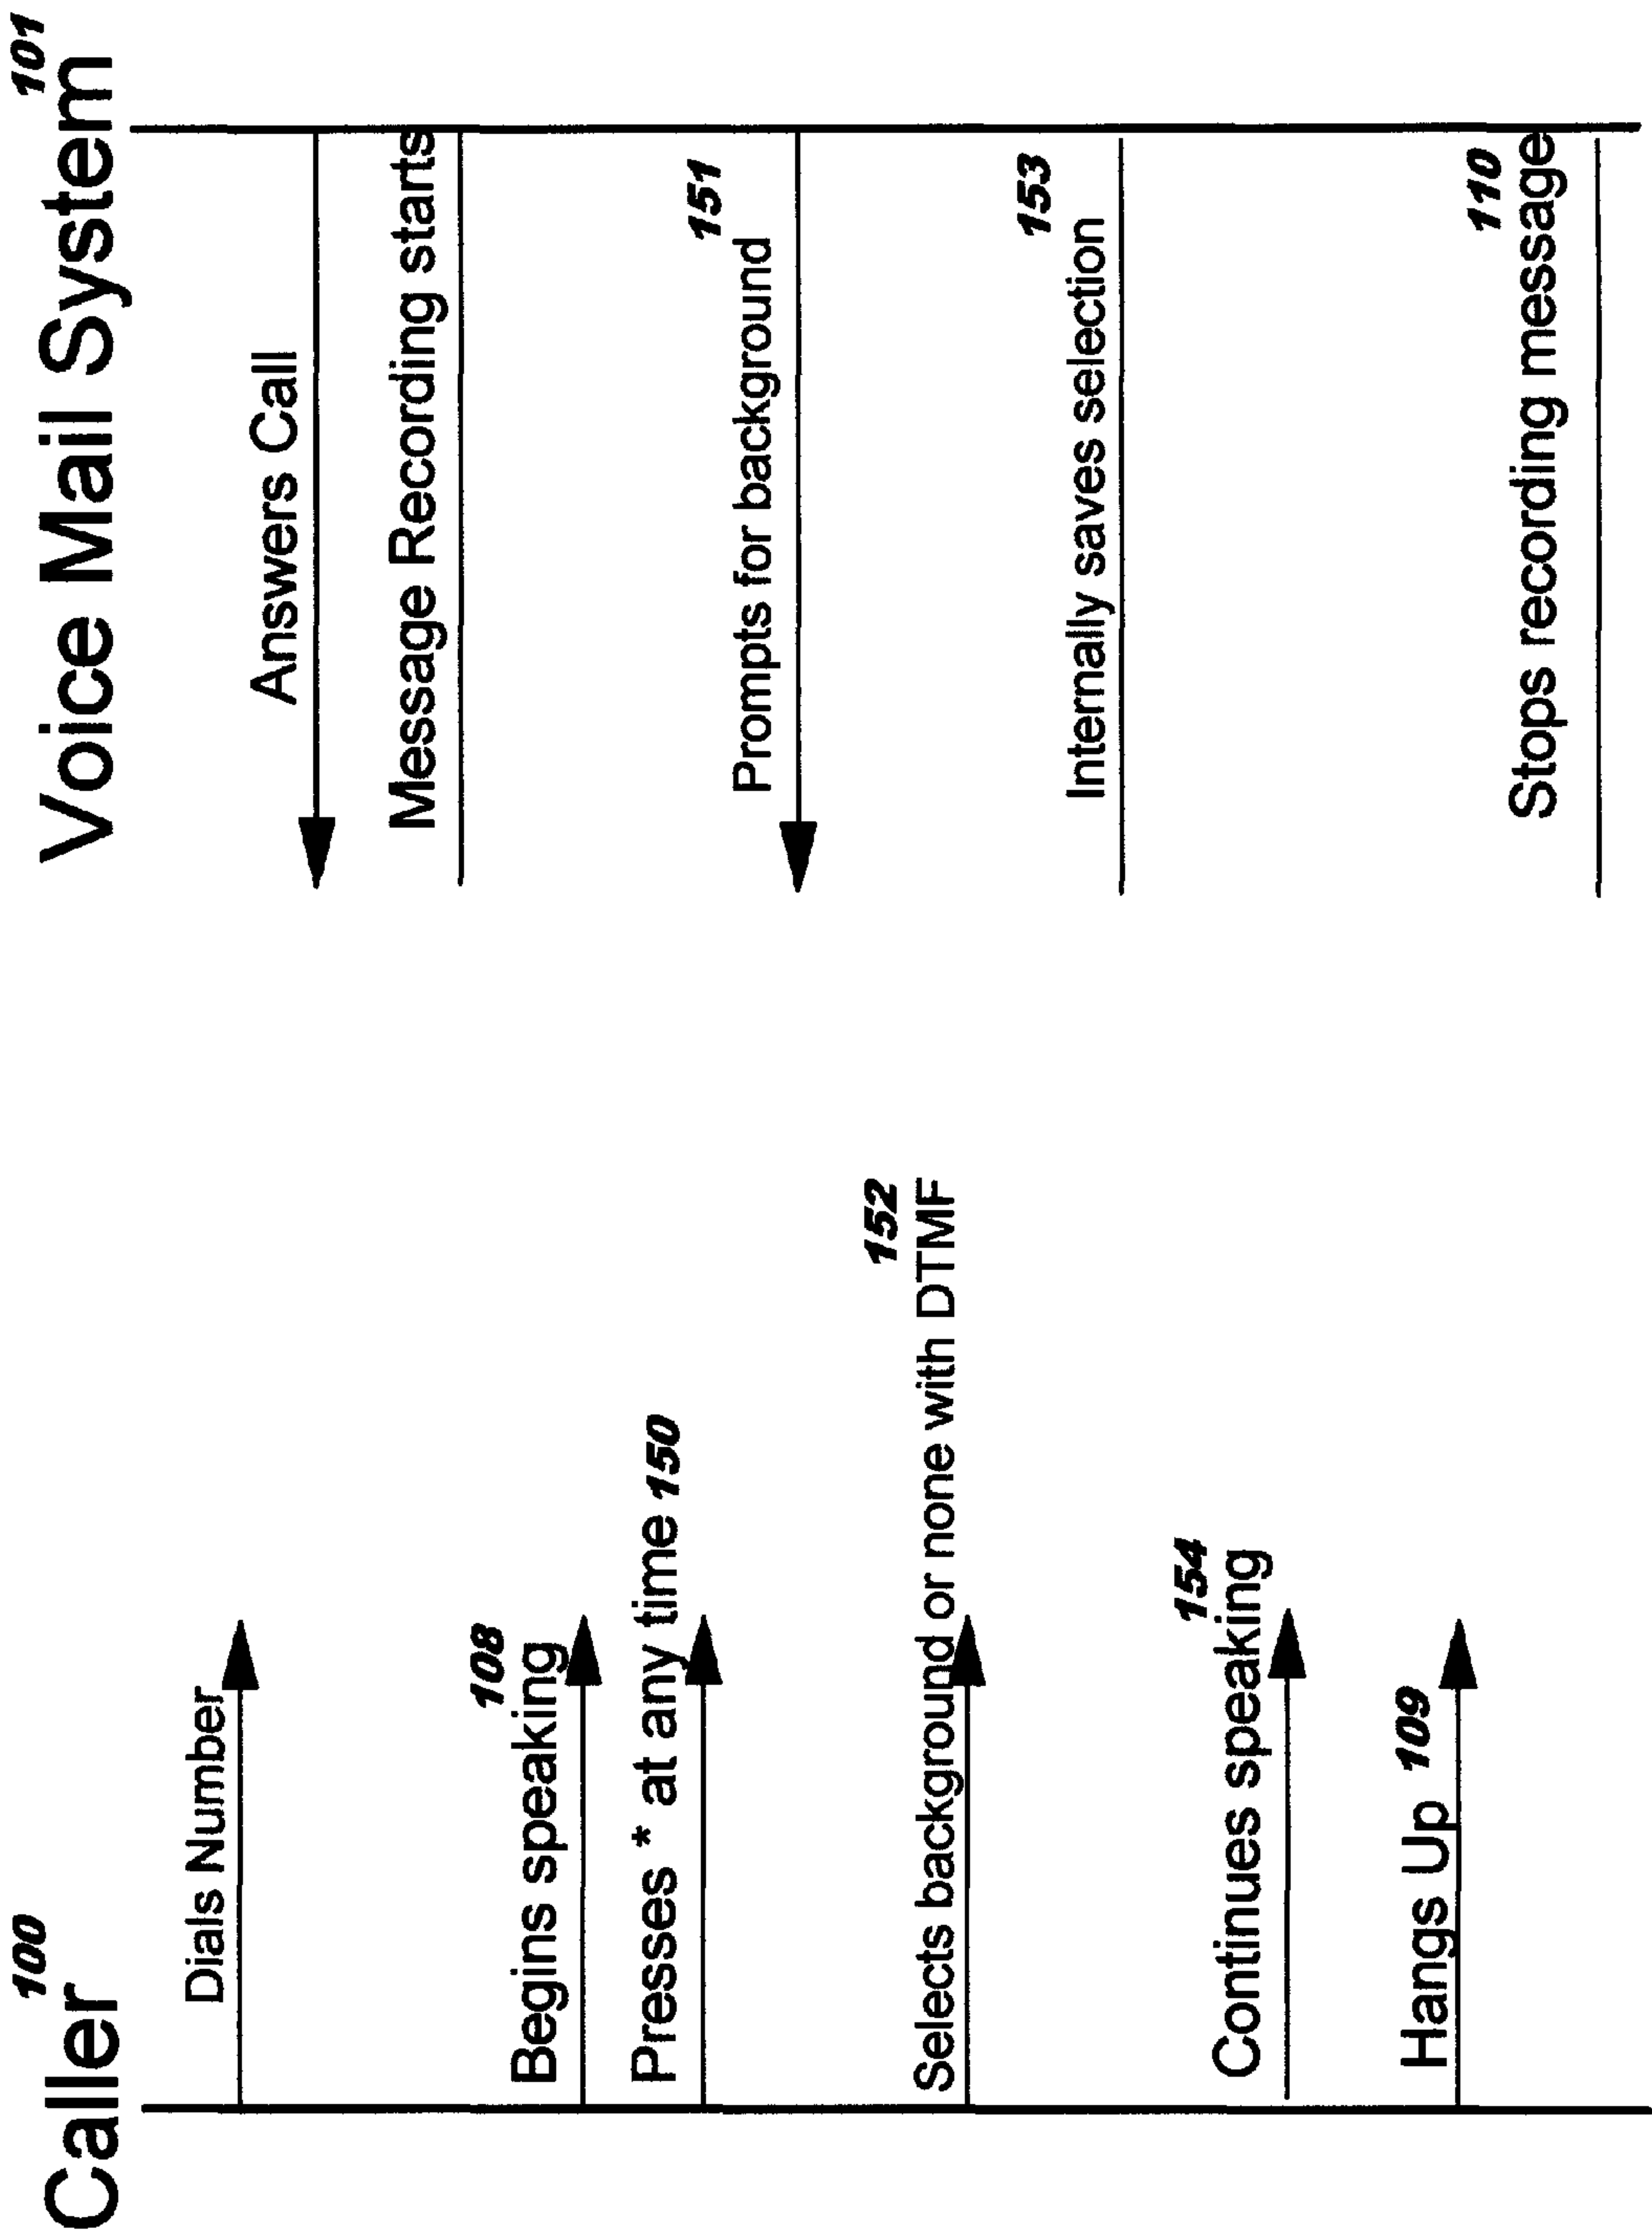 Caller 100
Voice Mail System 101
Dials Number
Answers Call
Message Recording starts
108
Begins speaking
Presses * at any time 150
151
Prompts for background
152
Selects background or none with DTMF
153
Internally saves selection
154
Continues speaking
Hangs Up 109
110
Stops recording message